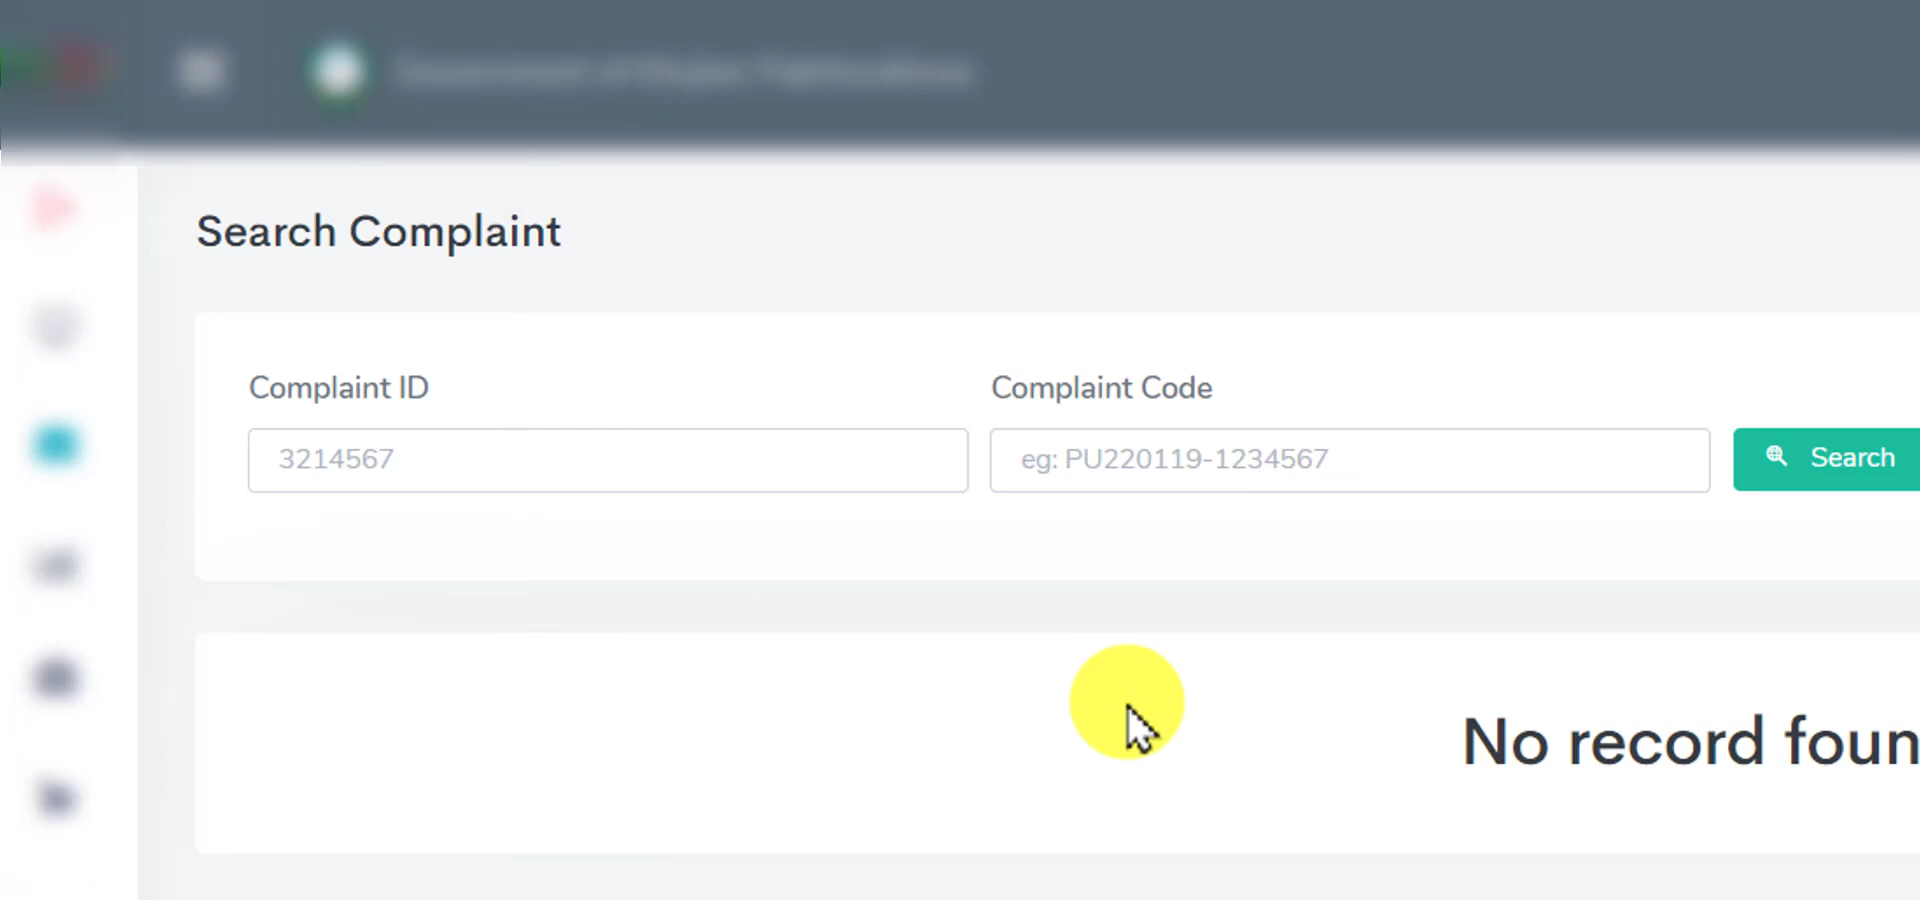 Search Complaint
Complaint ID
Complaint Code
3214567
eg: PU220119-1234567
Search
No record foun